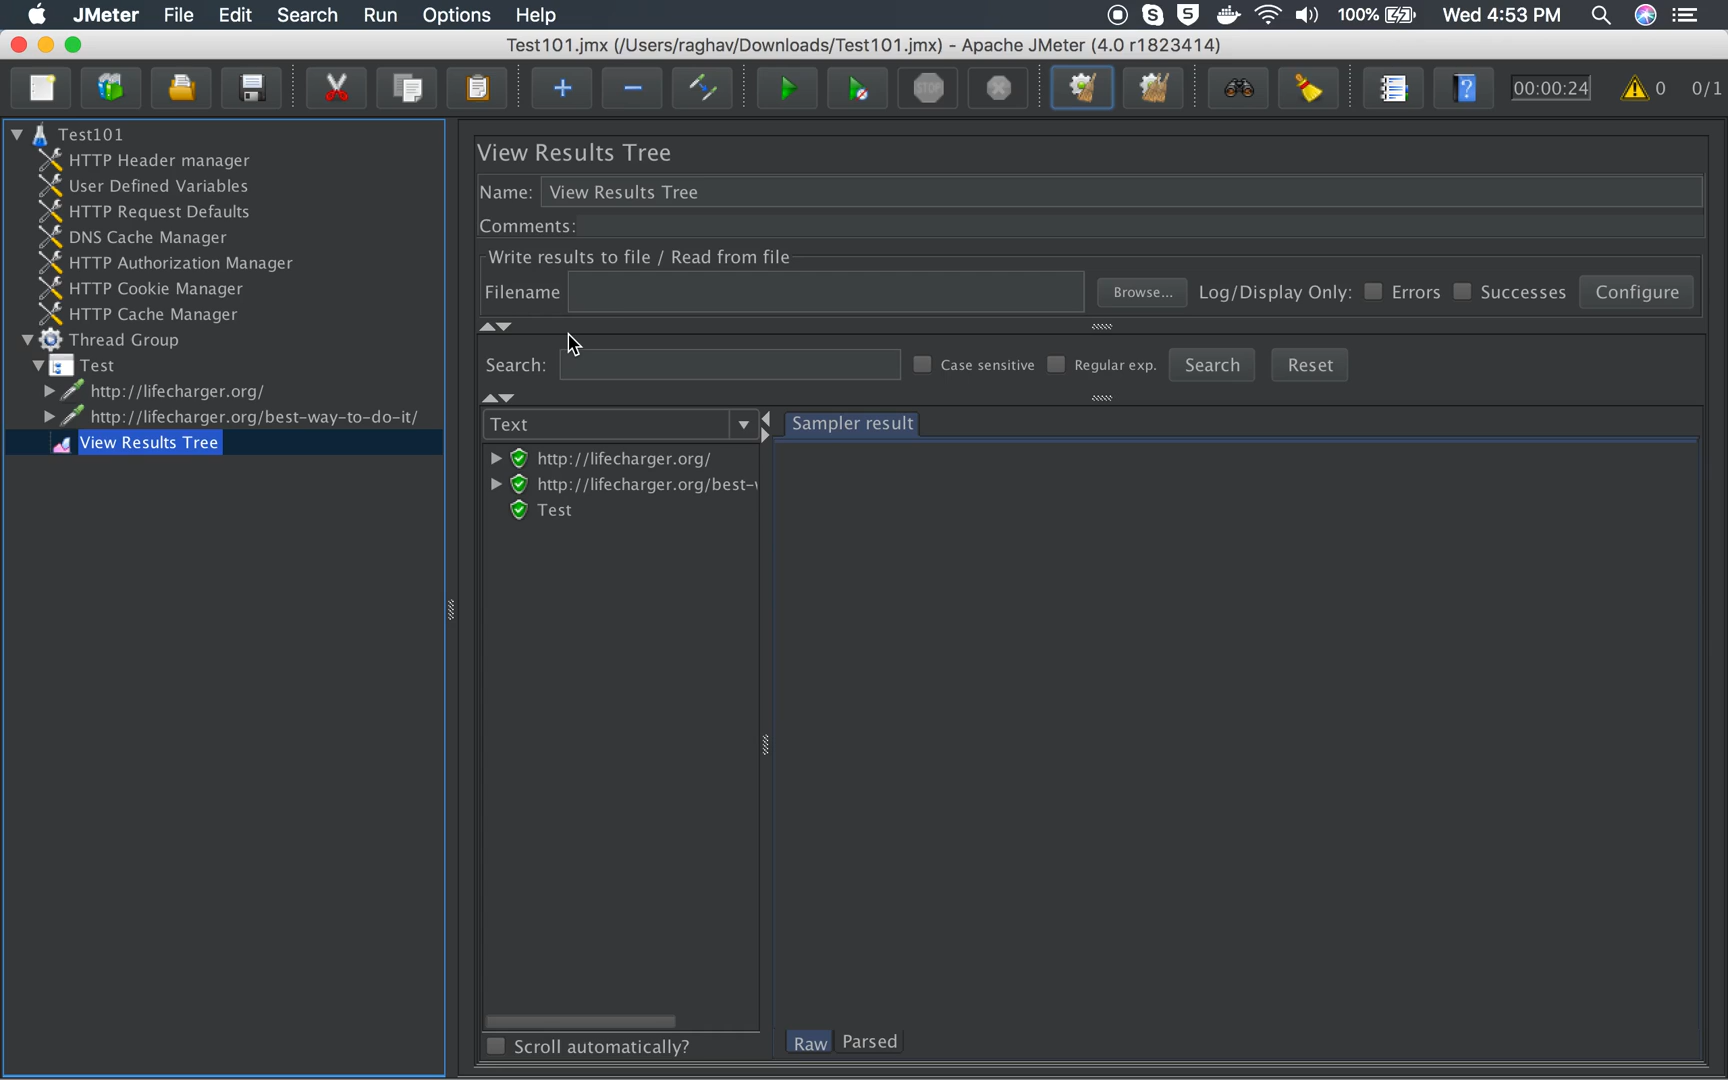 JMeter File Edit Search Run Options Help 100% Wed 4:53 PM
Test101.jmx (/Users/raghav/Downloads/Test101.jmx) - Apache JMeter (4.0 r1823414)
STOP 00:00:24 0 0/1
Test101
HTTP Header manager
User Defined Variables
HTTP Request Defaults
DNS Cache Manager
HTTP Authorization Manager
HTTP Cookie Manager
HTTP Cache Manager
Thread Group
Test
http://lifecharger.org/
http://lifecharger.org/best-way-to-do-it/
View Results Tree
View Results Tree
Name: View Results Tree
Comments:
Write results to file / Read from file
Filename Browse... Log/Display Only: Errors Successes Configure
Search: Case sensitive Regular exp. Search Reset
Text
Sampler result
http://lifecharger.org/
http://lifecharger.org/best-
Test
Scroll automatically?
Raw Parsed